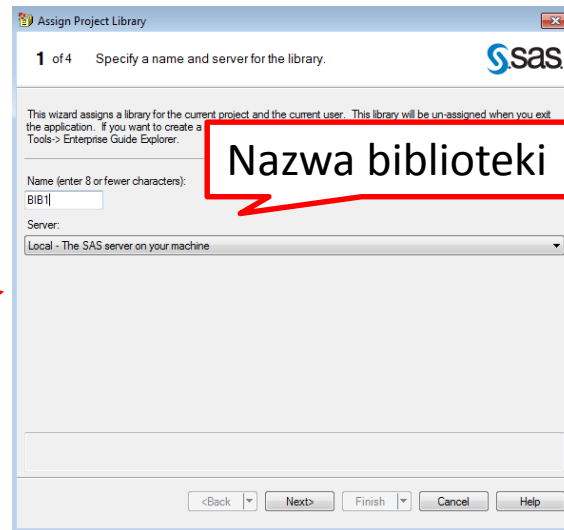 Assign Project Library
1 of 4 Specify a name and server for the library.
sas
This wizard assigns a library for the current project and the current user. This library will be un-assigned when you exit
the application. If you want to create a
Tools-> Enterprise Guide Explorer.
Nazwa biblioteki
Name (enter 8 or fewer characters):
BIB1
Server:
Local - The SAS server on your machine
<Back Next> Finish Cancel Help